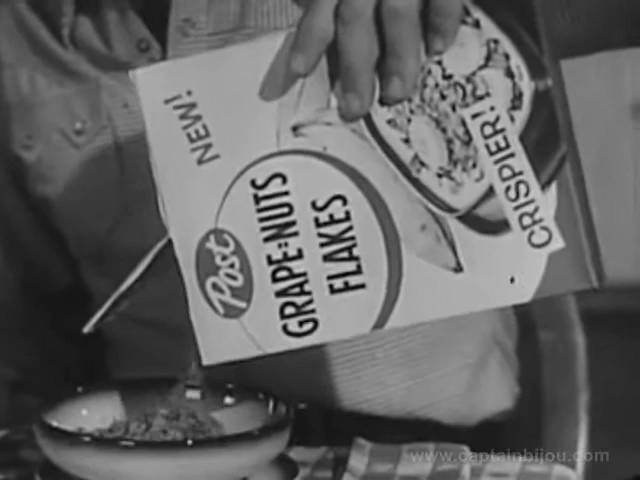 NEW!
Post
GRAPE=NUTS
FLAKES
CRISPIER!
www.captainbijou.com